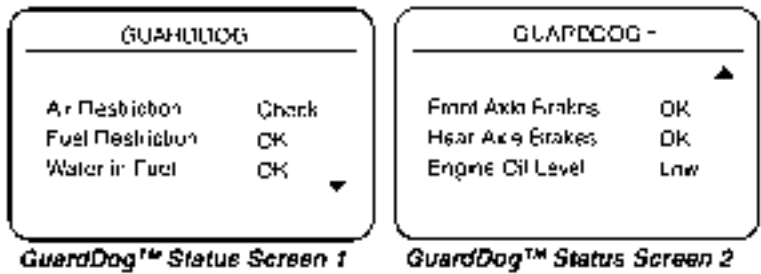 GUARDDOG
Air Restriction Check
Fuel Restriction OK
Water in Fuel OK
GuardDog™ Status Screen 1
GUARDDOG
Front Axle Brakes OK
Rear Axle Brakes OK
Engine Oil Level Low
GuardDog™ Status Screen 2